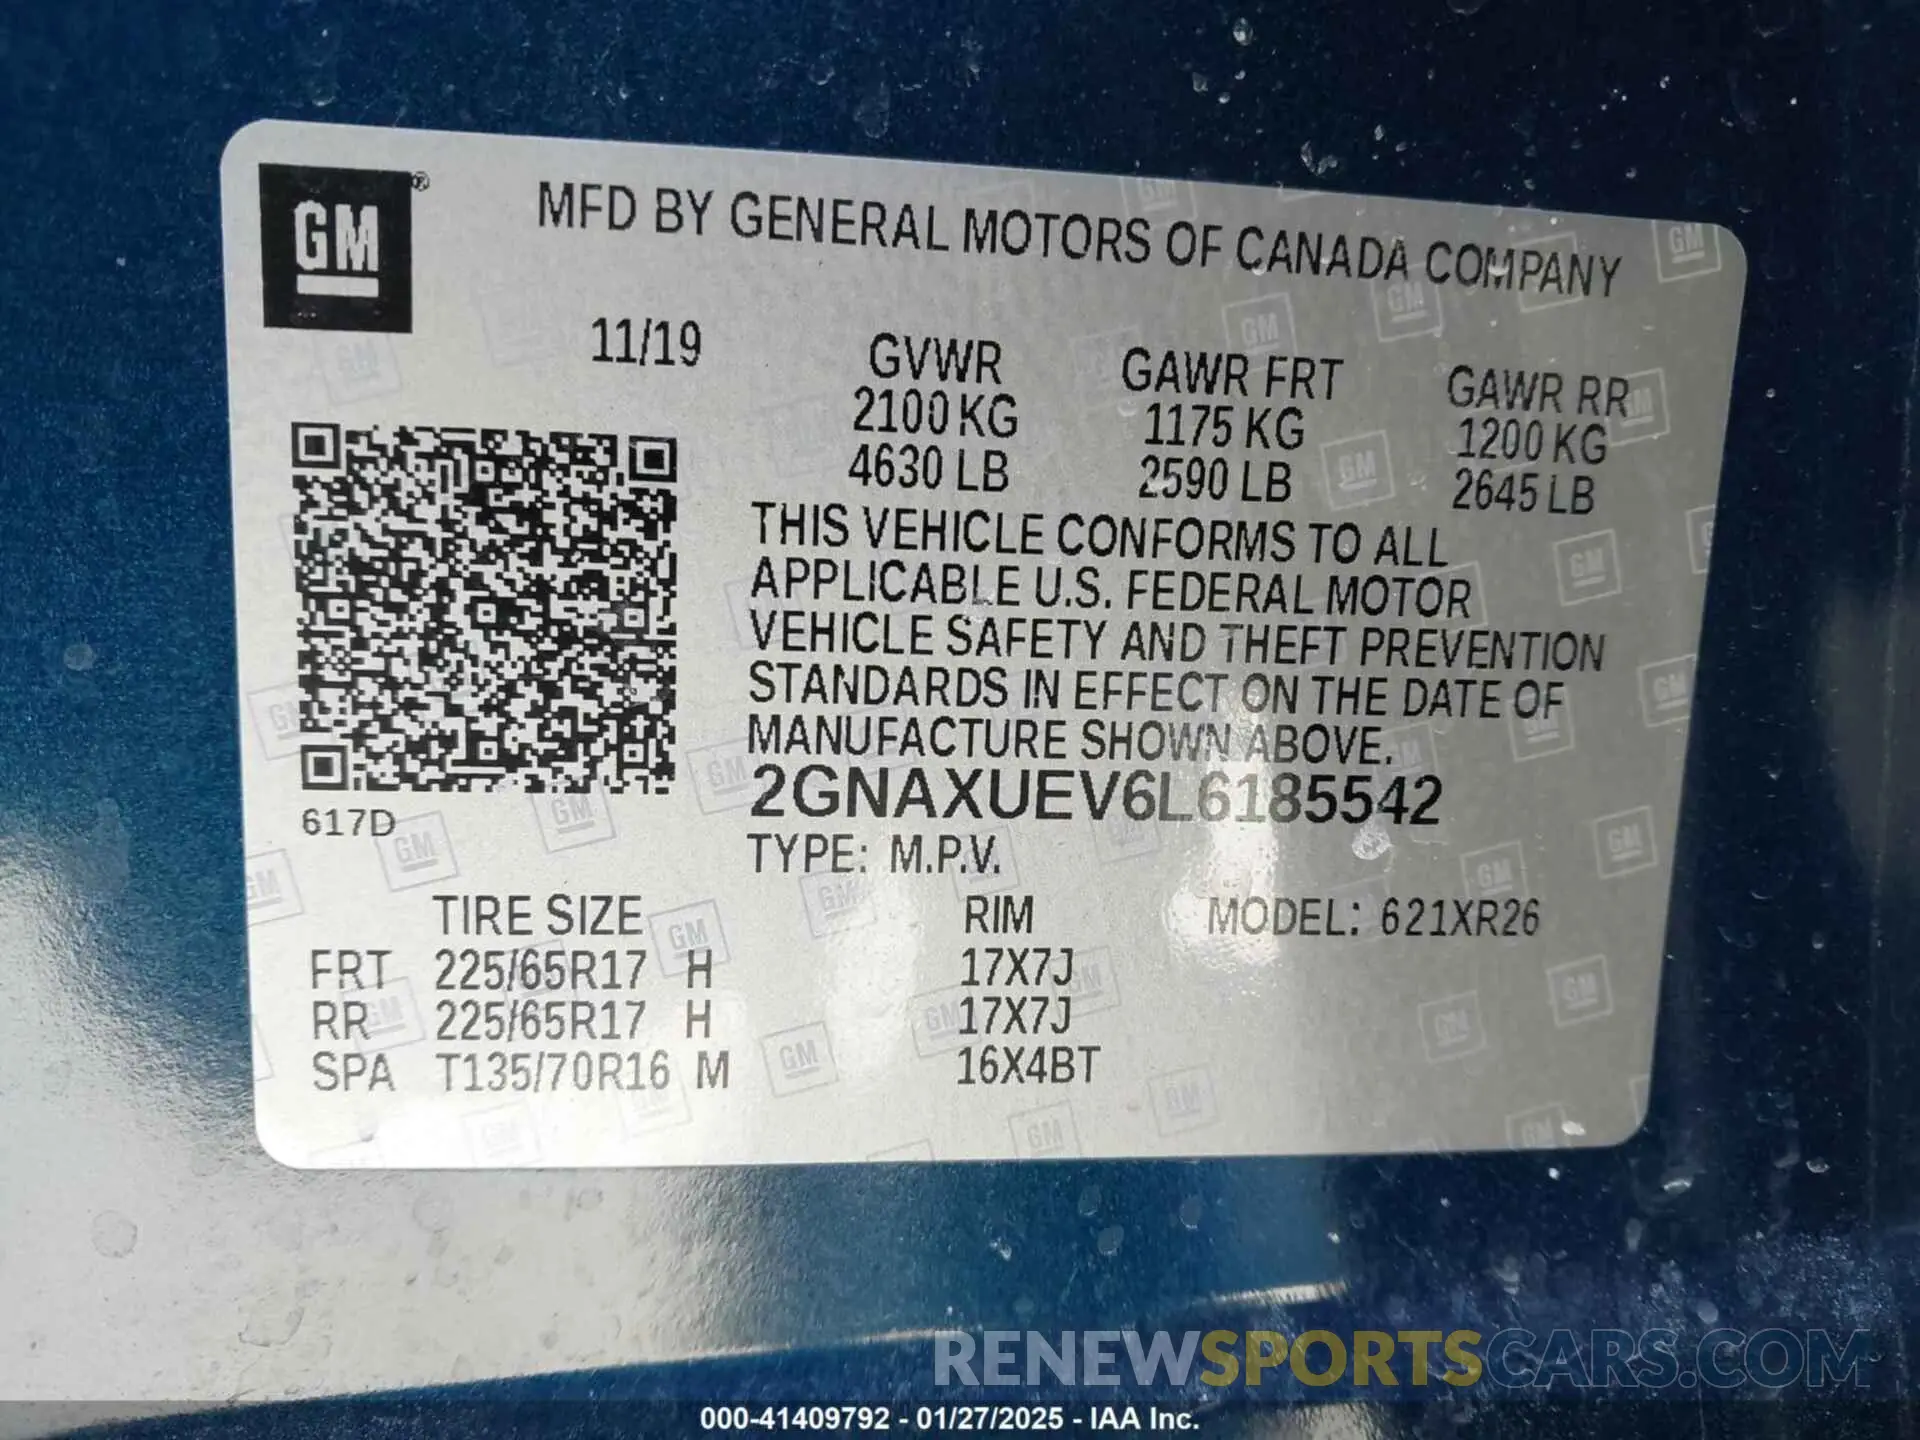 GM ®
MFD BY GENERAL MOTORS OF CANADA COMPANY
11/19 GVWR GAWR FRT GAWR RR
2100 KG 1175 KG 1200 KG
4630 LB 2590 LB 2645 LB
THIS VEHICLE CONFORMS TO ALL
APPLICABLE U.S. FEDERAL MOTOR
VEHICLE SAFETY AND THEFT PREVENTION
STANDARDS IN EFFECT ON THE DATE OF
MANUFACTURE SHOWN ABOVE.
2GNAXUEV6L6185542
617D
TYPE: M.P.V.
TIRE SIZE RIM MODEL: 621XR26
FRT 225/65R17 H 17X7J
RR 225/65R17 H 17X7J
SPA T135/70R16 M 16X4BT
RENEWSPORTSCARS.COM
000-41409792 - 01/27/2025 - IAA Inc.